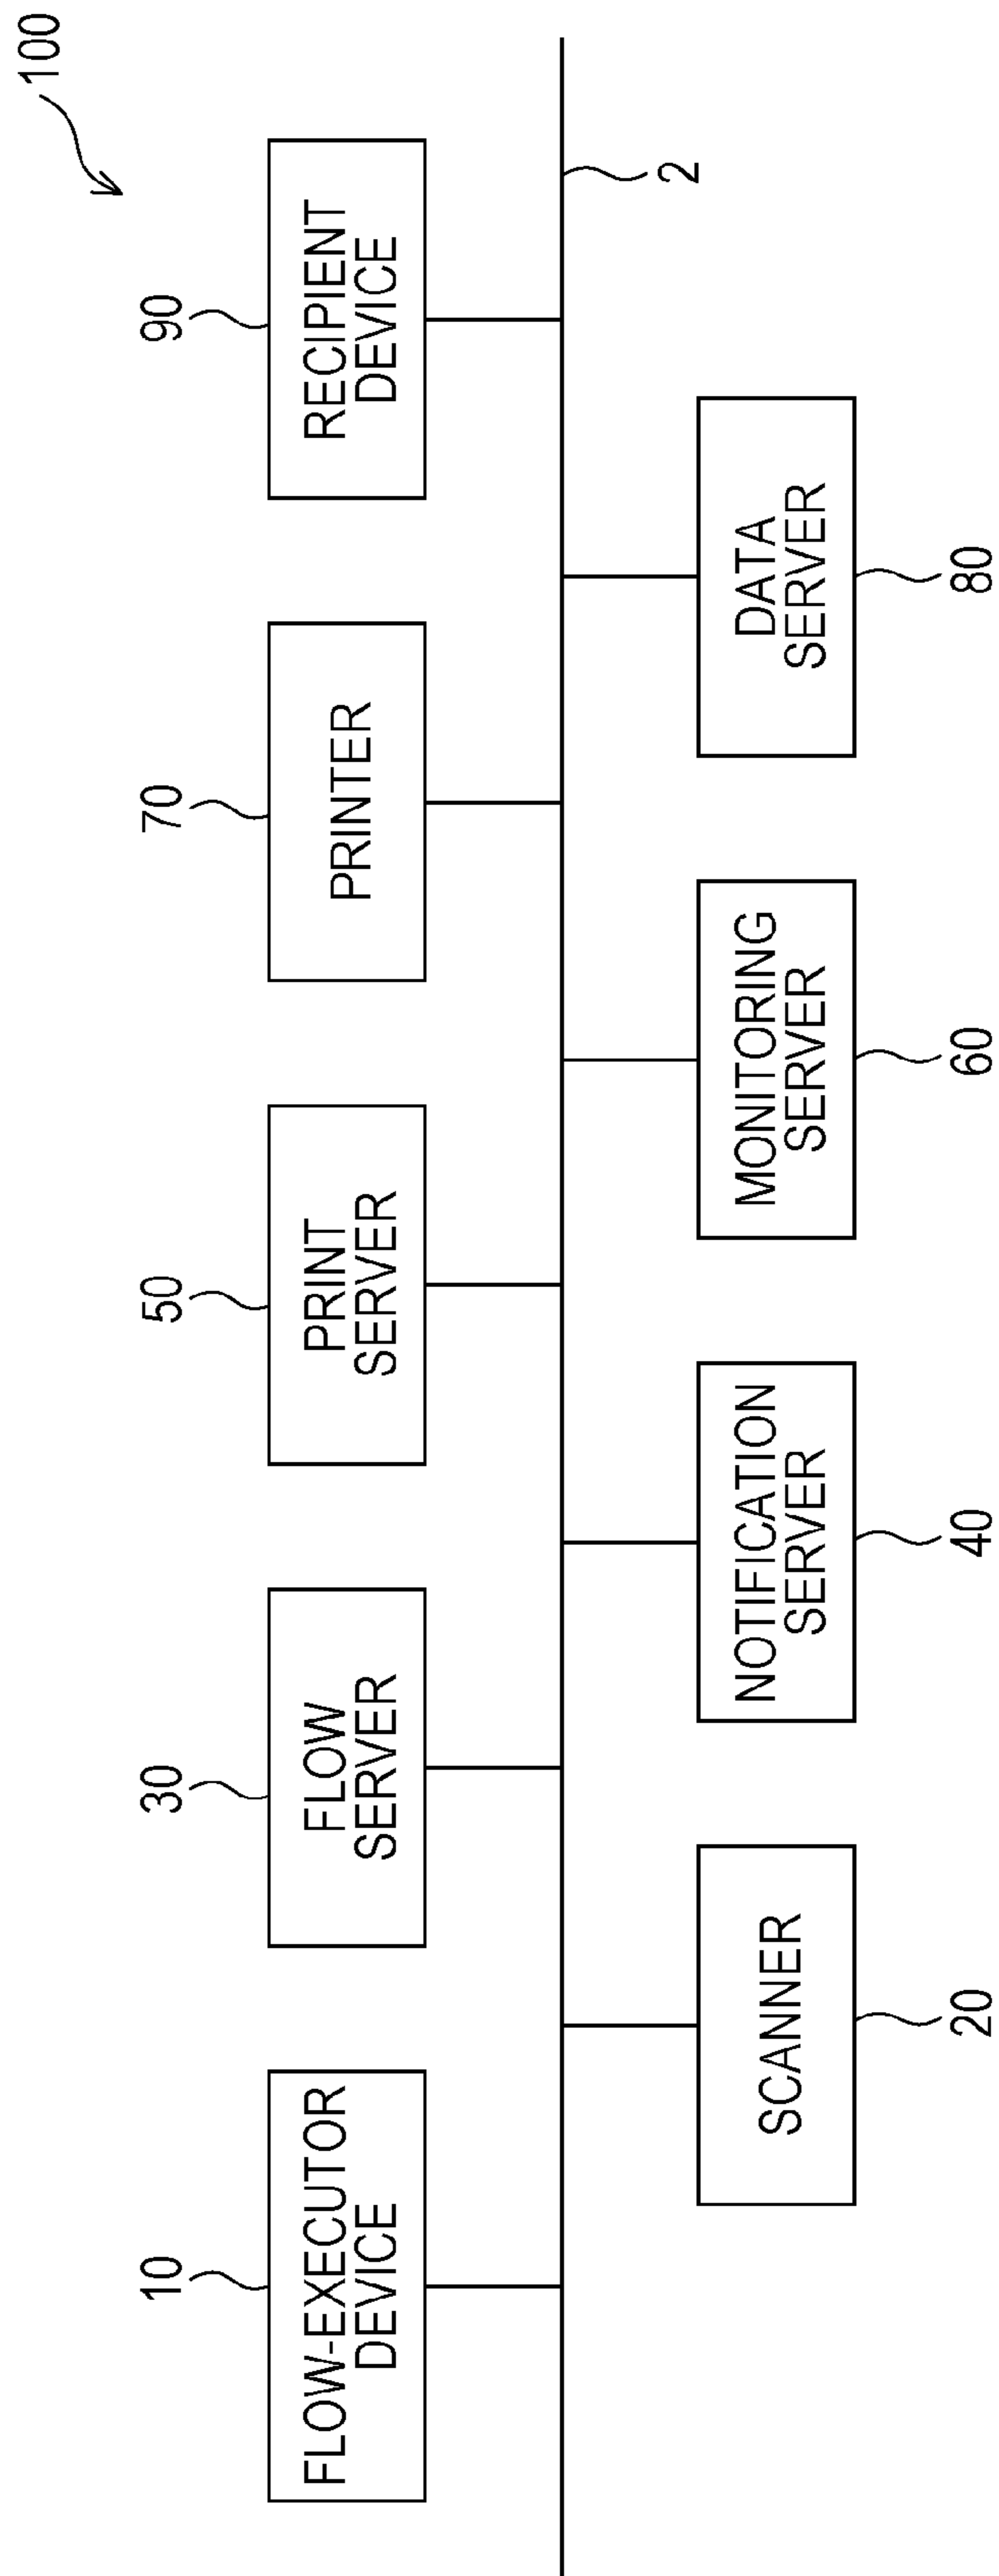 100
10
FLOW-EXECUTOR
DEVICE
30
FLOW
SERVER
50
PRINT
SERVER
70
PRINTER
90
RECIPIENT
DEVICE
2
SCANNER
20
NOTIFICATION
SERVER
40
MONITORING
SERVER
60
DATA
SERVER
80